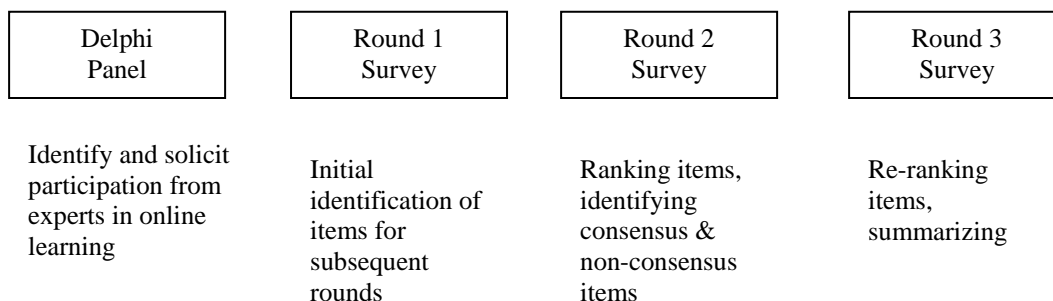 Delphi
Panel
Round 1
Survey
Round 2
Survey
Round 3
Survey
Identify and solicit
participation from
experts in online
learning
Initial
identification of
items for
subsequent
rounds
Ranking items,
identifying
consensus &
non-consensus
items
Re-ranking
items,
summarizing